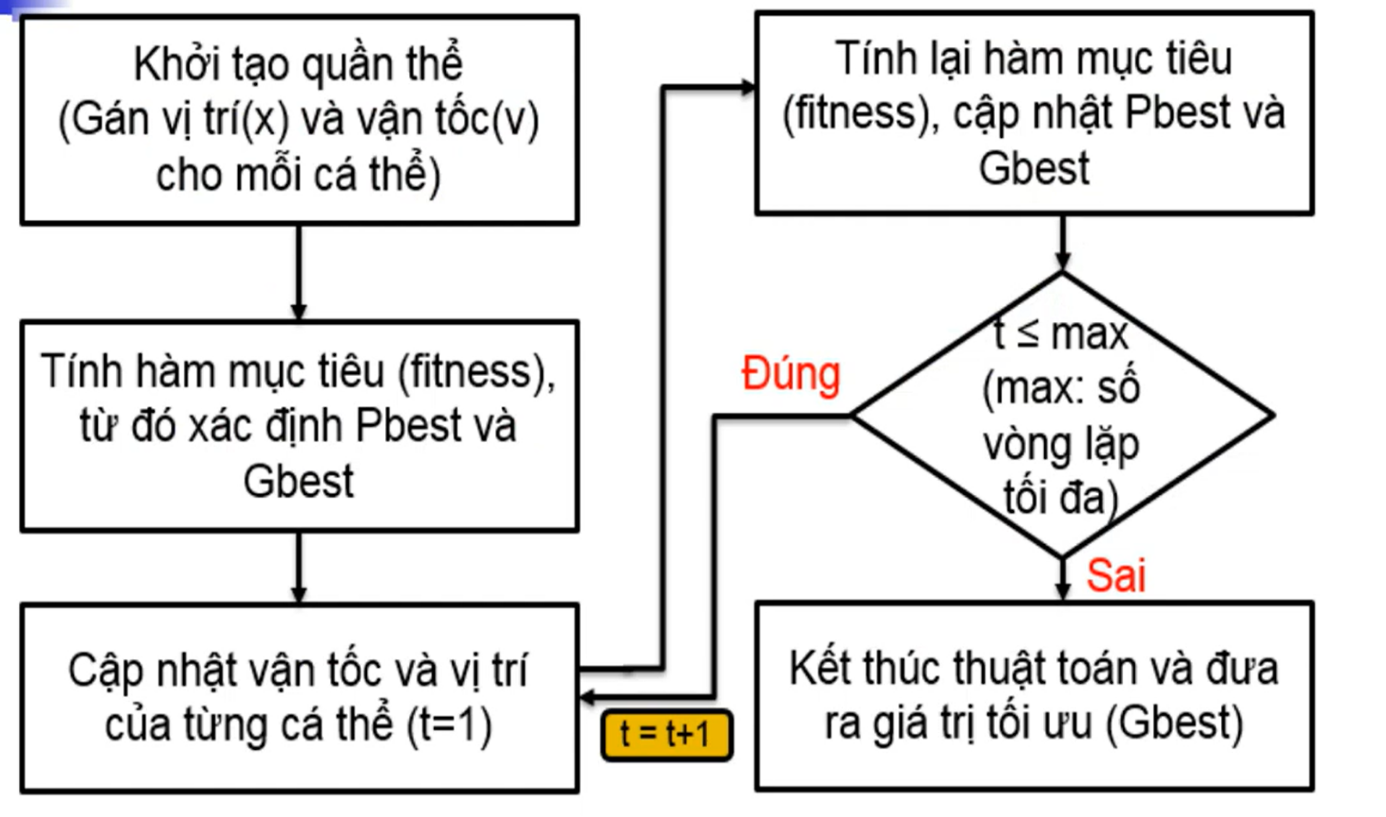 Khởi tạo quần thể
(Gán vị trí(x) và vận tốc(v)
cho mỗi cá thể)
Tính hàm mục tiêu (fitness),
từ đó xác định Pbest và
Gbest
Cập nhật vận tốc và vị trí
của từng cá thể (t=1)
t = t+1
Tính lại hàm mục tiêu
(fitness), cập nhật Pbest và
Gbest
t ≤ max
(max: số
vòng lặp
tối đa)
Đúng
Sai
Kết thúc thuật toán và đưa
ra giá trị tối ưu (Gbest)